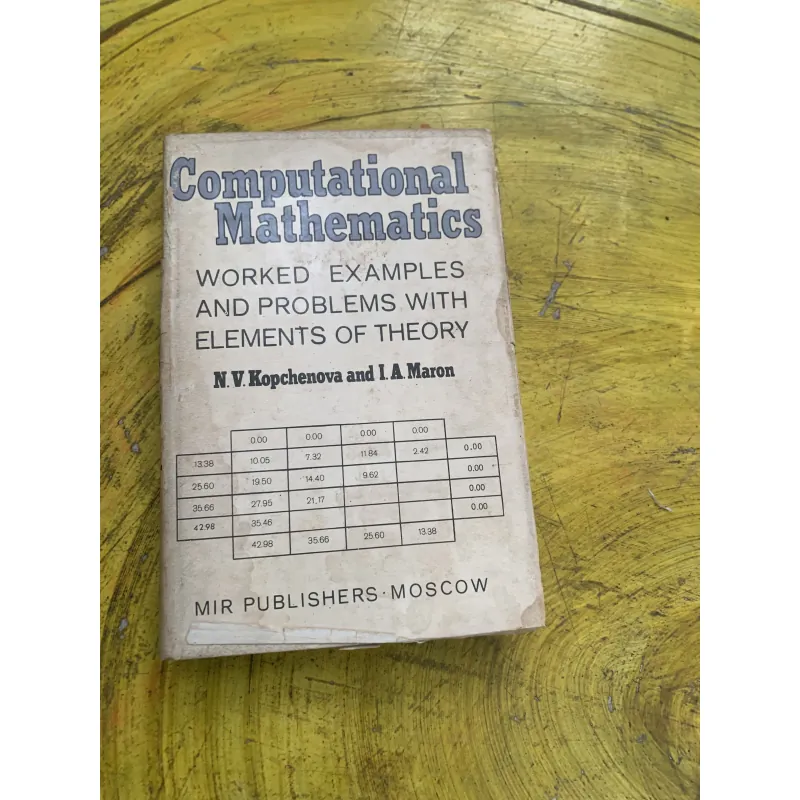 Computational
Mathematics
WORKED EXAMPLES
AND PROBLEMS WITH
ELEMENTS OF THEORY
N. V. Kopchenova and I. A. Maron
0.00 0.00 0.00 0.00
13.38 10.05 7.32 11.84 2.42 0.00
25.60 19.50 14.40 9.62 0.00
35.66 27.95 21.17 0.00
42.98 35.46 0.00
42.98 35.66 25.60 13.38
MIR PUBLISHERS · MOSCOW